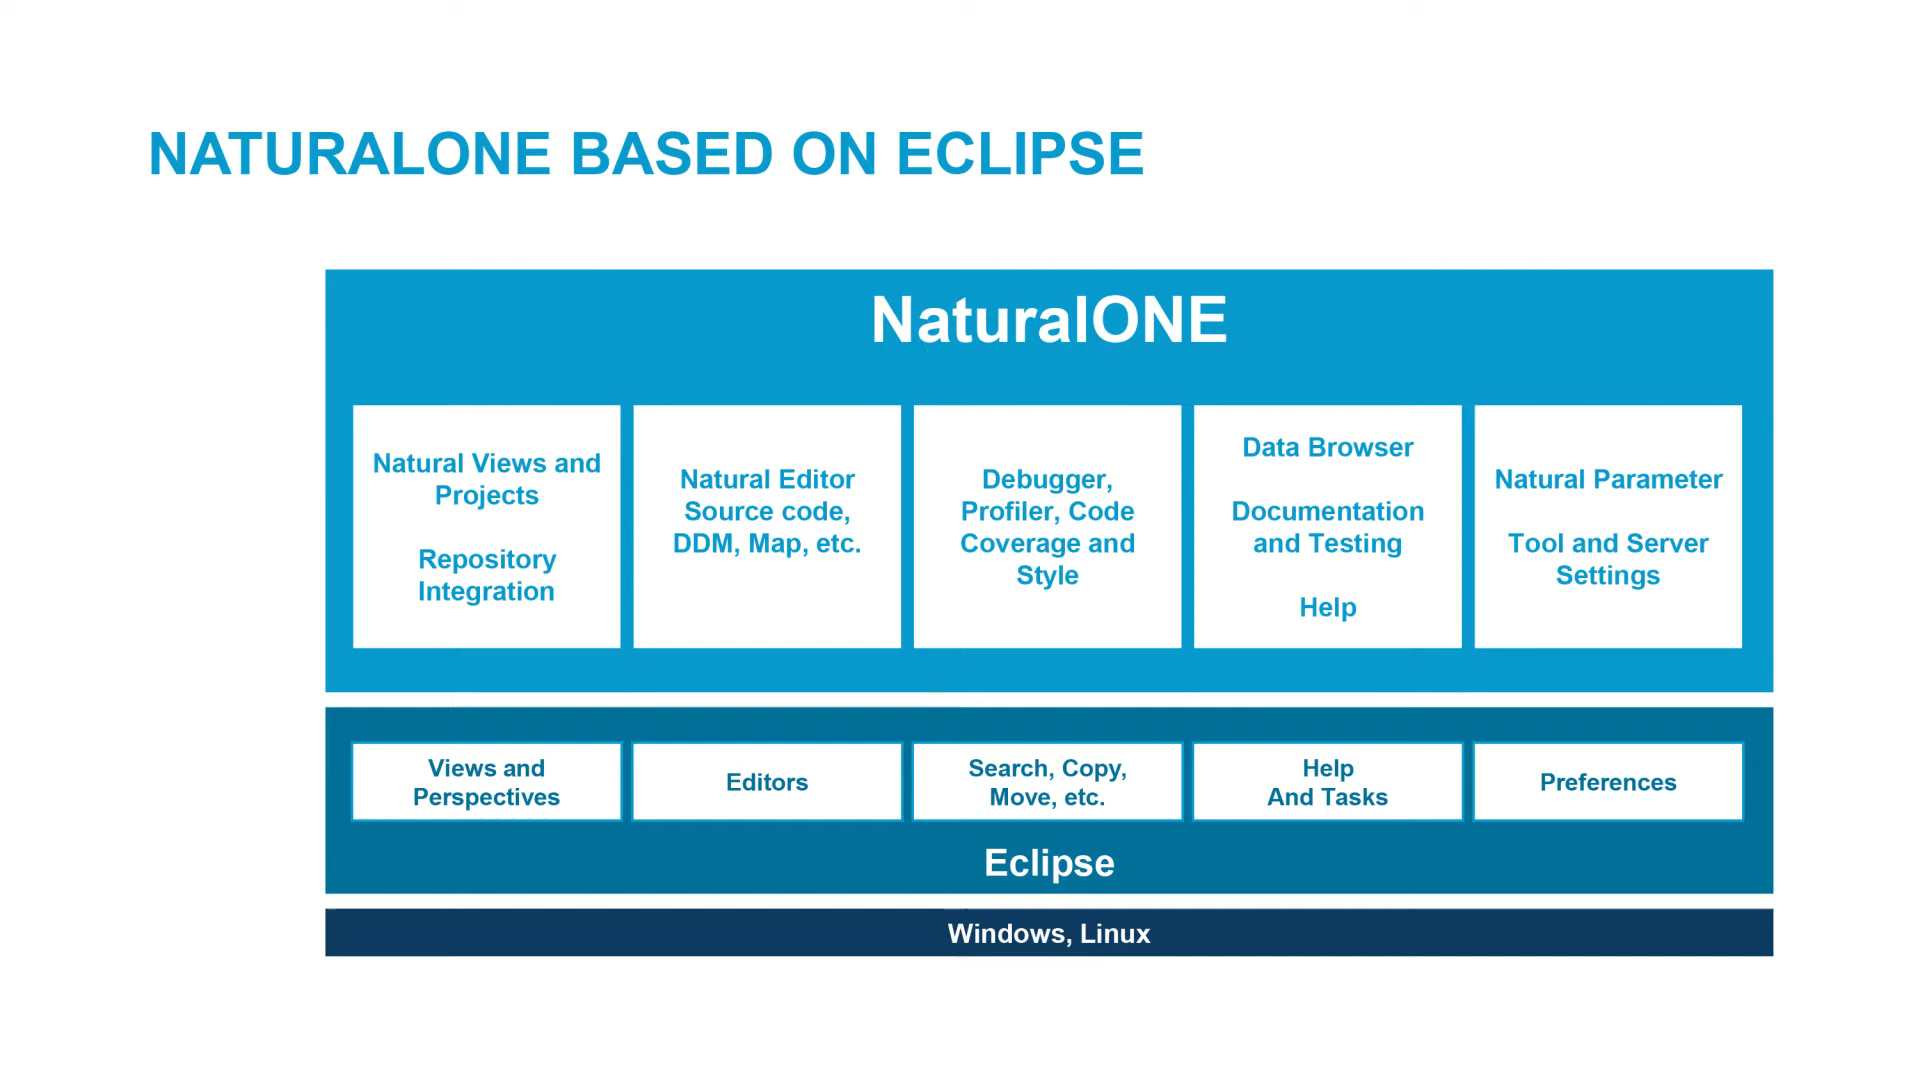 NATURALONE BASED ON ECLIPSE
NaturalONE
Natural Views and
Projects
Repository
Integration
Natural Editor
Source code,
DDM, Map, etc.
Debugger,
Profiler, Code
Coverage and
Style
Data Browser
Documentation
and Testing
Help
Natural Parameter
Tool and Server
Settings
Views and
Perspectives
Editors
Search, Copy,
Move, etc.
Help
And Tasks
Preferences
Eclipse
Windows, Linux